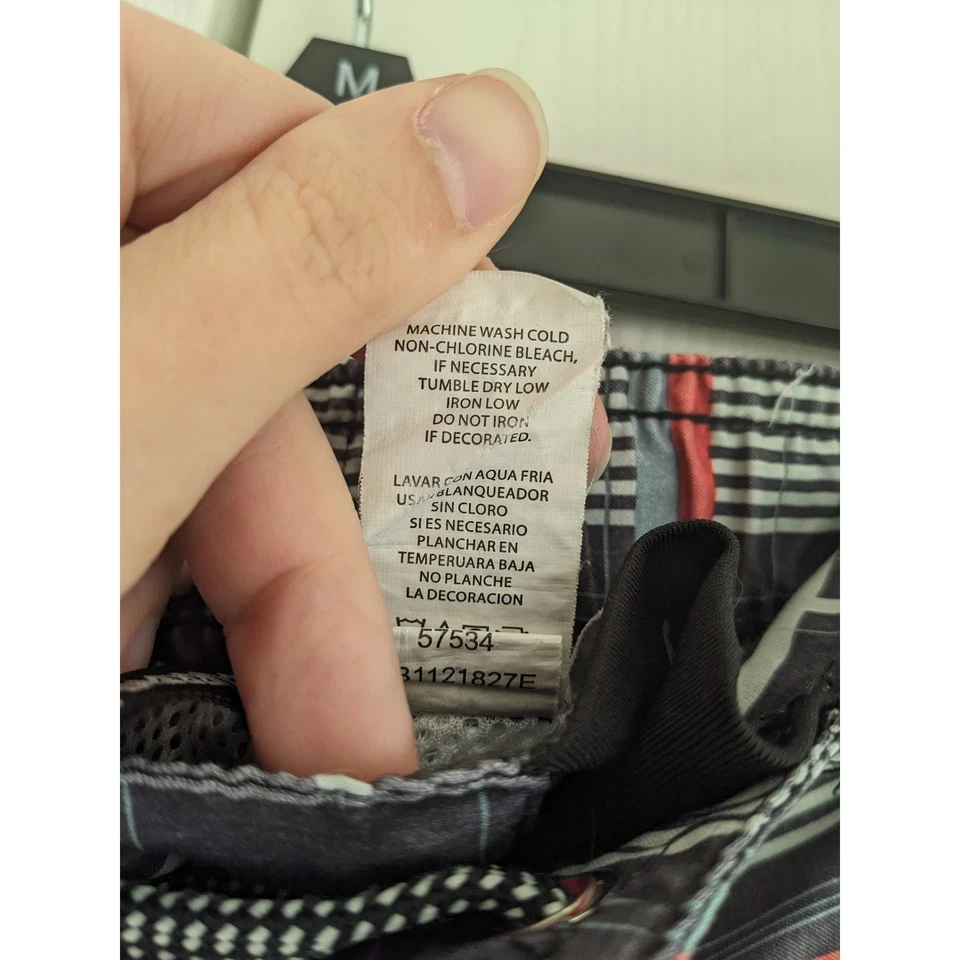 M
MACHINE WASH COLD
NON-CHLORINE BLEACH,
IF NECESSARY
TUMBLE DRY LOW
IRON LOW
DO NOT IRON
IF DECORATED.
LAVAR CON AQUA FRIA
USAR BLANQUEADOR
SIN CLORO
SI ES NECESARIO
PLANCHAR EN
TEMPERUARA BAJA
NO PLANCHE
LA DECORACION
57534